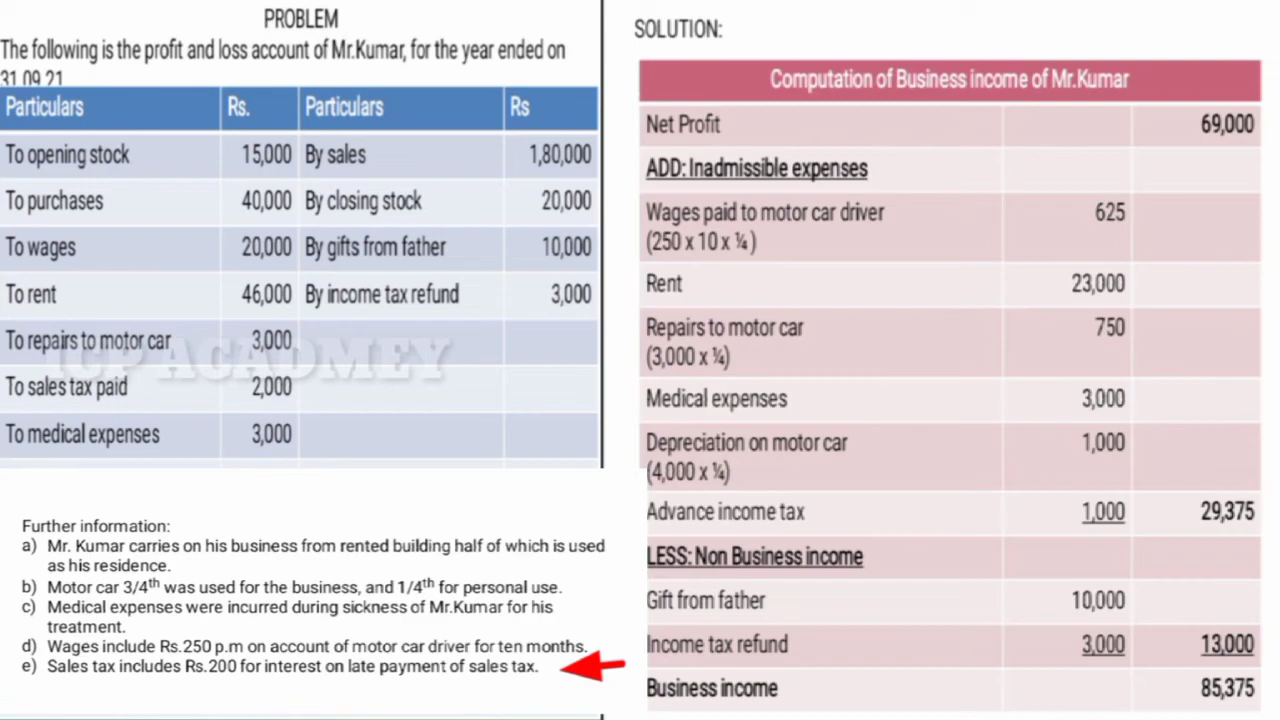 PROBLEM
The following is the profit and loss account of Mr.Kumar, for the year ended on
31.09.21
Particulars Rs. Particulars Rs
To opening stock 15,000 By sales 1,80,000
To purchases 40,000 By closing stock 20,000
To wages 20,000 By gifts from father 10,000
To rent 46,000 By income tax refund 3,000
To repairs to motor car 3,000
To sales tax paid 2,000
To medical expenses 3,000
ACADMEY
Further information:
a) Mr. Kumar carries on his business from rented building half of which is used
as his residence.
b) Motor car 3/4th was used for the business, and 1/4th for personal use.
c) Medical expenses were incurred during sickness of Mr.Kumar for his
treatment.
d) Wages include Rs.250 p.m on account of motor car driver for ten months.
e) Sales tax includes Rs.200 for interest on late payment of sales tax.
SOLUTION:
Computation of Business income of Mr.Kumar
Net Profit 69,000
ADD: Inadmissible expenses
Wages paid to motor car driver 625
(250 x 10 x ¼)
Rent 23,000
Repairs to motor car 750
(3,000 x ¼)
Medical expenses 3,000
Depreciation on motor car 1,000
(4,000 x ¼)
Advance income tax 1,000 29,375
LESS: Non Business income
Gift from father 10,000
Income tax refund 3,000 13,000
Business income 85,375